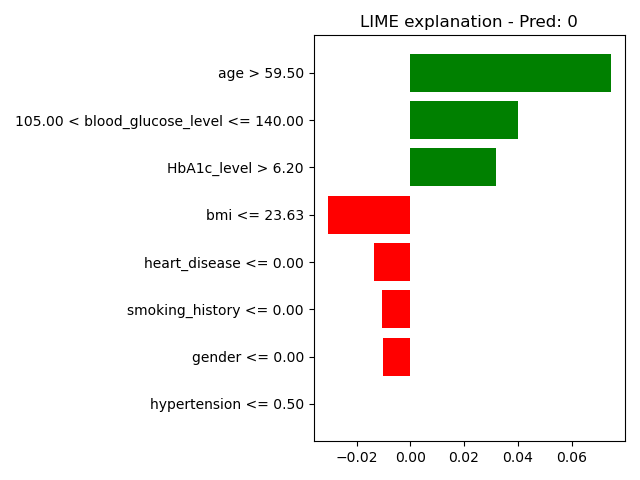 LIME explanation - Pred: 0
age > 59.50
105.00 < blood_glucose_level <= 140.00
HbA1c_level > 6.20
bmi <= 23.63
heart_disease <= 0.00
smoking_history <= 0.00
gender <= 0.00
hypertension <= 0.50
−0.02 0.00 0.02 0.04 0.06